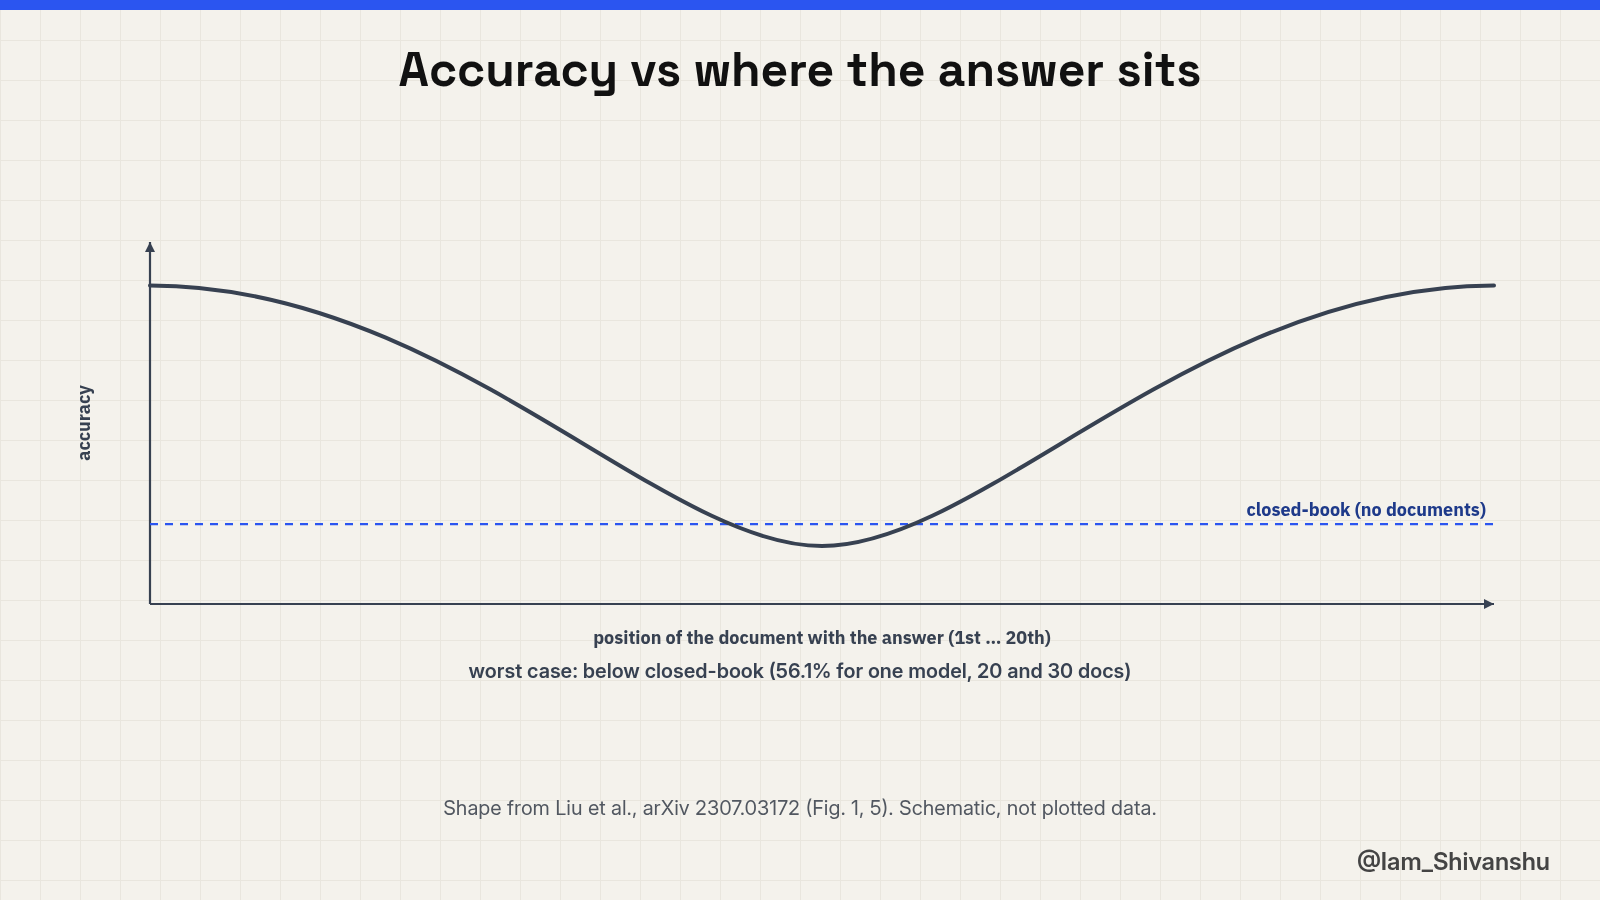 Accuracy vs where the answer sits
accuracy
closed-book (no documents)
position of the document with the answer (1st ... 20th)
worst case: below closed-book (56.1% for one model, 20 and 30 docs)
Shape from Liu et al., arXiv 2307.03172 (Fig. 1, 5). Schematic, not plotted data.
@Iam_Shivanshu